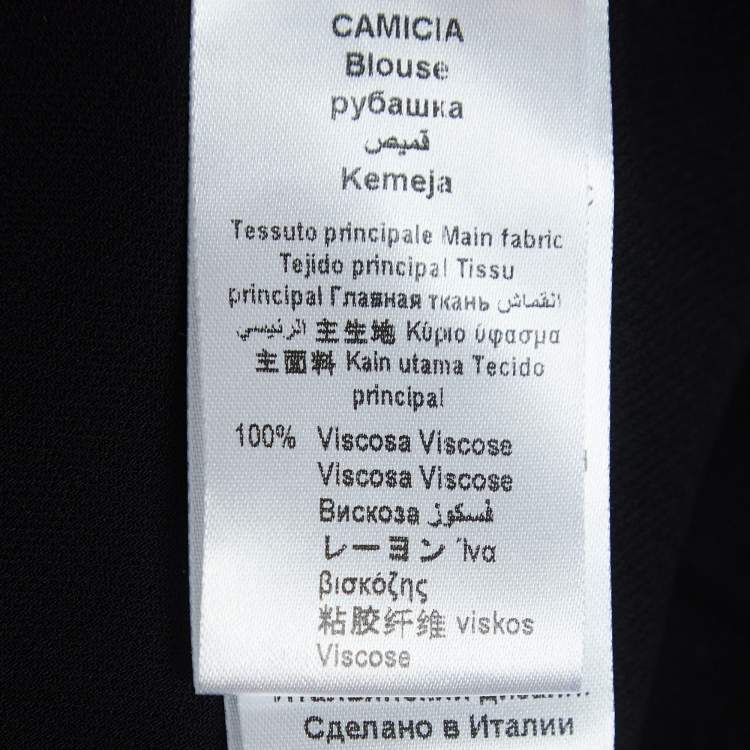 CAMICIA
Blouse
рубашка
قميص
Kemeja
Tessuto principale Main fabric
Tejido principal Tissu
principal Главная ткань انقماش
الرئيسي 主生地 Κύριο ύφασμα
主面料 Kain utama Tecido
principal
100% Viscosa Viscose
Viscosa Viscose
Вискоза فسكوز
レーヨン Ίνα
βισκόζης
粘胶纤维 viskos
Viscose
Сделано в Италии